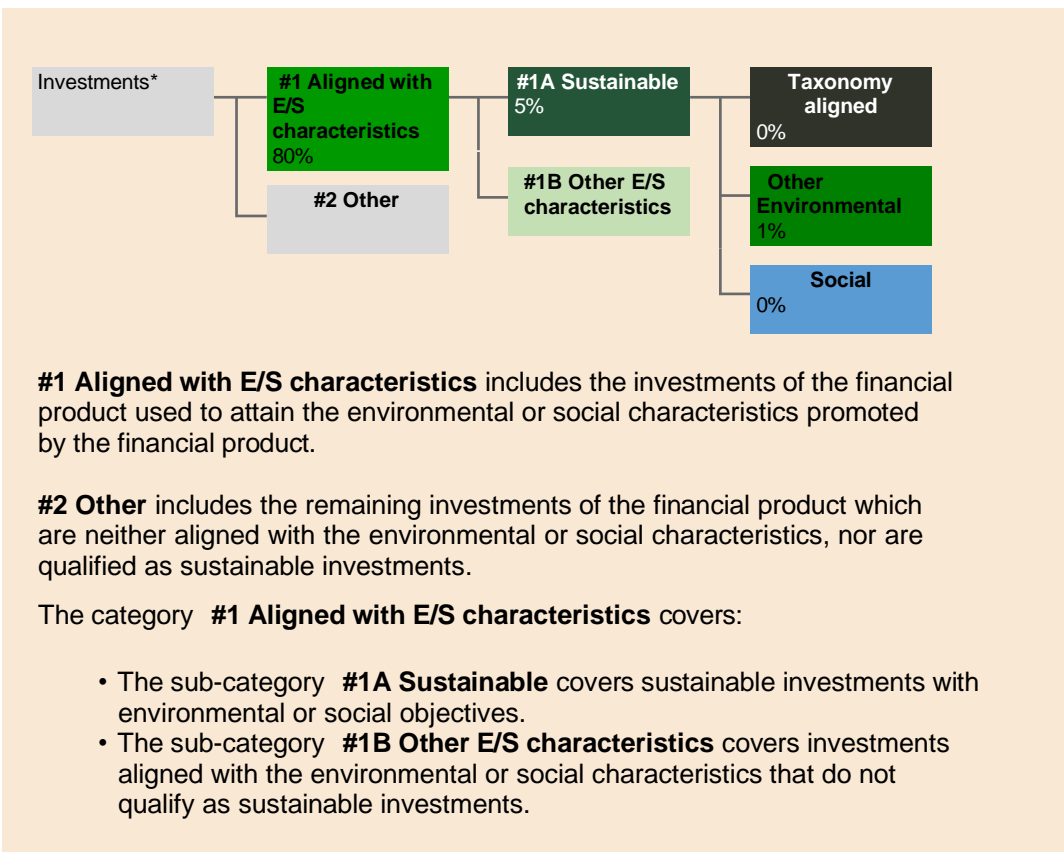 Investments*
#1 Aligned with
E/S
characteristics
80%
#2 Other
#1A Sustainable
5%
#1B Other E/S
characteristics
Taxonomy
aligned
0%
Other
Environmental
1%
Social
0%
#1 Aligned with E/S characteristics includes the investments of the financial
product used to attain the environmental or social characteristics promoted
by the financial product.
#2 Other includes the remaining investments of the financial product which
are neither aligned with the environmental or social characteristics, nor are
qualified as sustainable investments.
The category #1 Aligned with E/S characteristics covers:
• The sub-category #1A Sustainable covers sustainable investments with
environmental or social objectives.
• The sub-category #1B Other E/S characteristics covers investments
aligned with the environmental or social characteristics that do not
qualify as sustainable investments.